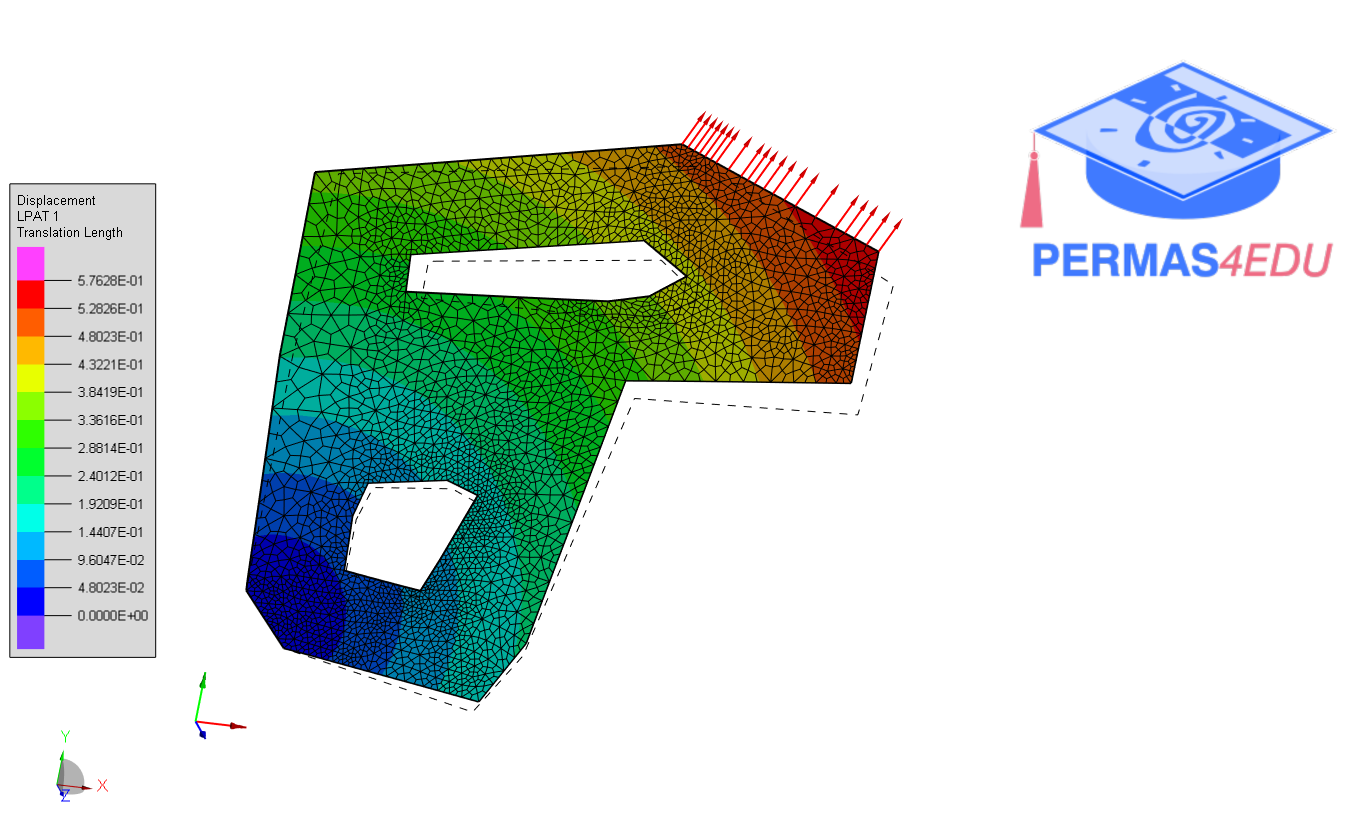 Displacement
LPAT 1
Translation Length
5.7628E-01
5.2826E-01
4.8023E-01
4.3221E-01
3.8419E-01
3.3616E-01
2.8814E-01
2.4012E-01
1.9209E-01
1.4407E-01
9.6047E-02
4.8023E-02
0.0000E+00
PERMAS4EDU
Y
X
Z